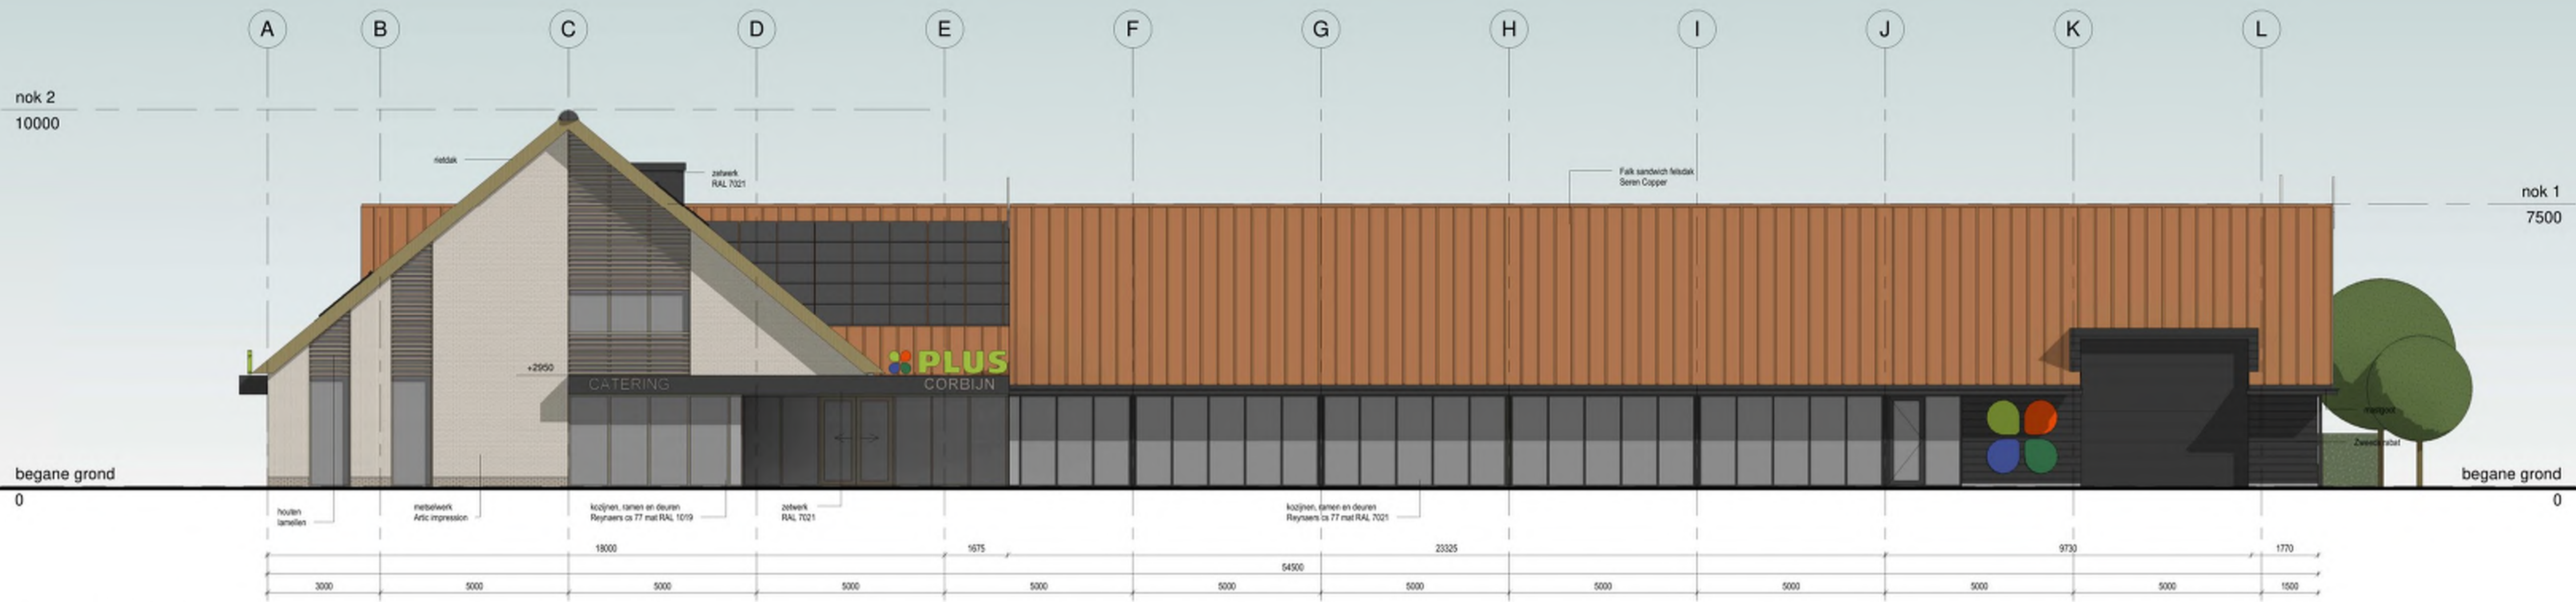 A B C D E F G H I J K L
nok 2
10000
rietdak
zetwerk
RAL 7021
Falk sandwich felsdak
Seren Copper
nok 1
7500
+2950
CATERING
PLUS
CORBIJN
mastgoot
Zweeds rabat
begane grond
0
begane grond
0
houten
lamellen
metselwerk
Artic impression
kozijnen, ramen en deuren
Reynaers cs 77 mat RAL 1019
zetwerk
RAL 7021
kozijnen, ramen en deuren
Reynaers cs 77 mat RAL 7021
18000 1675 23325 9730 1770
54500
3000 5000 5000 5000 5000 5000 5000 5000 5000 5000 5000 1500